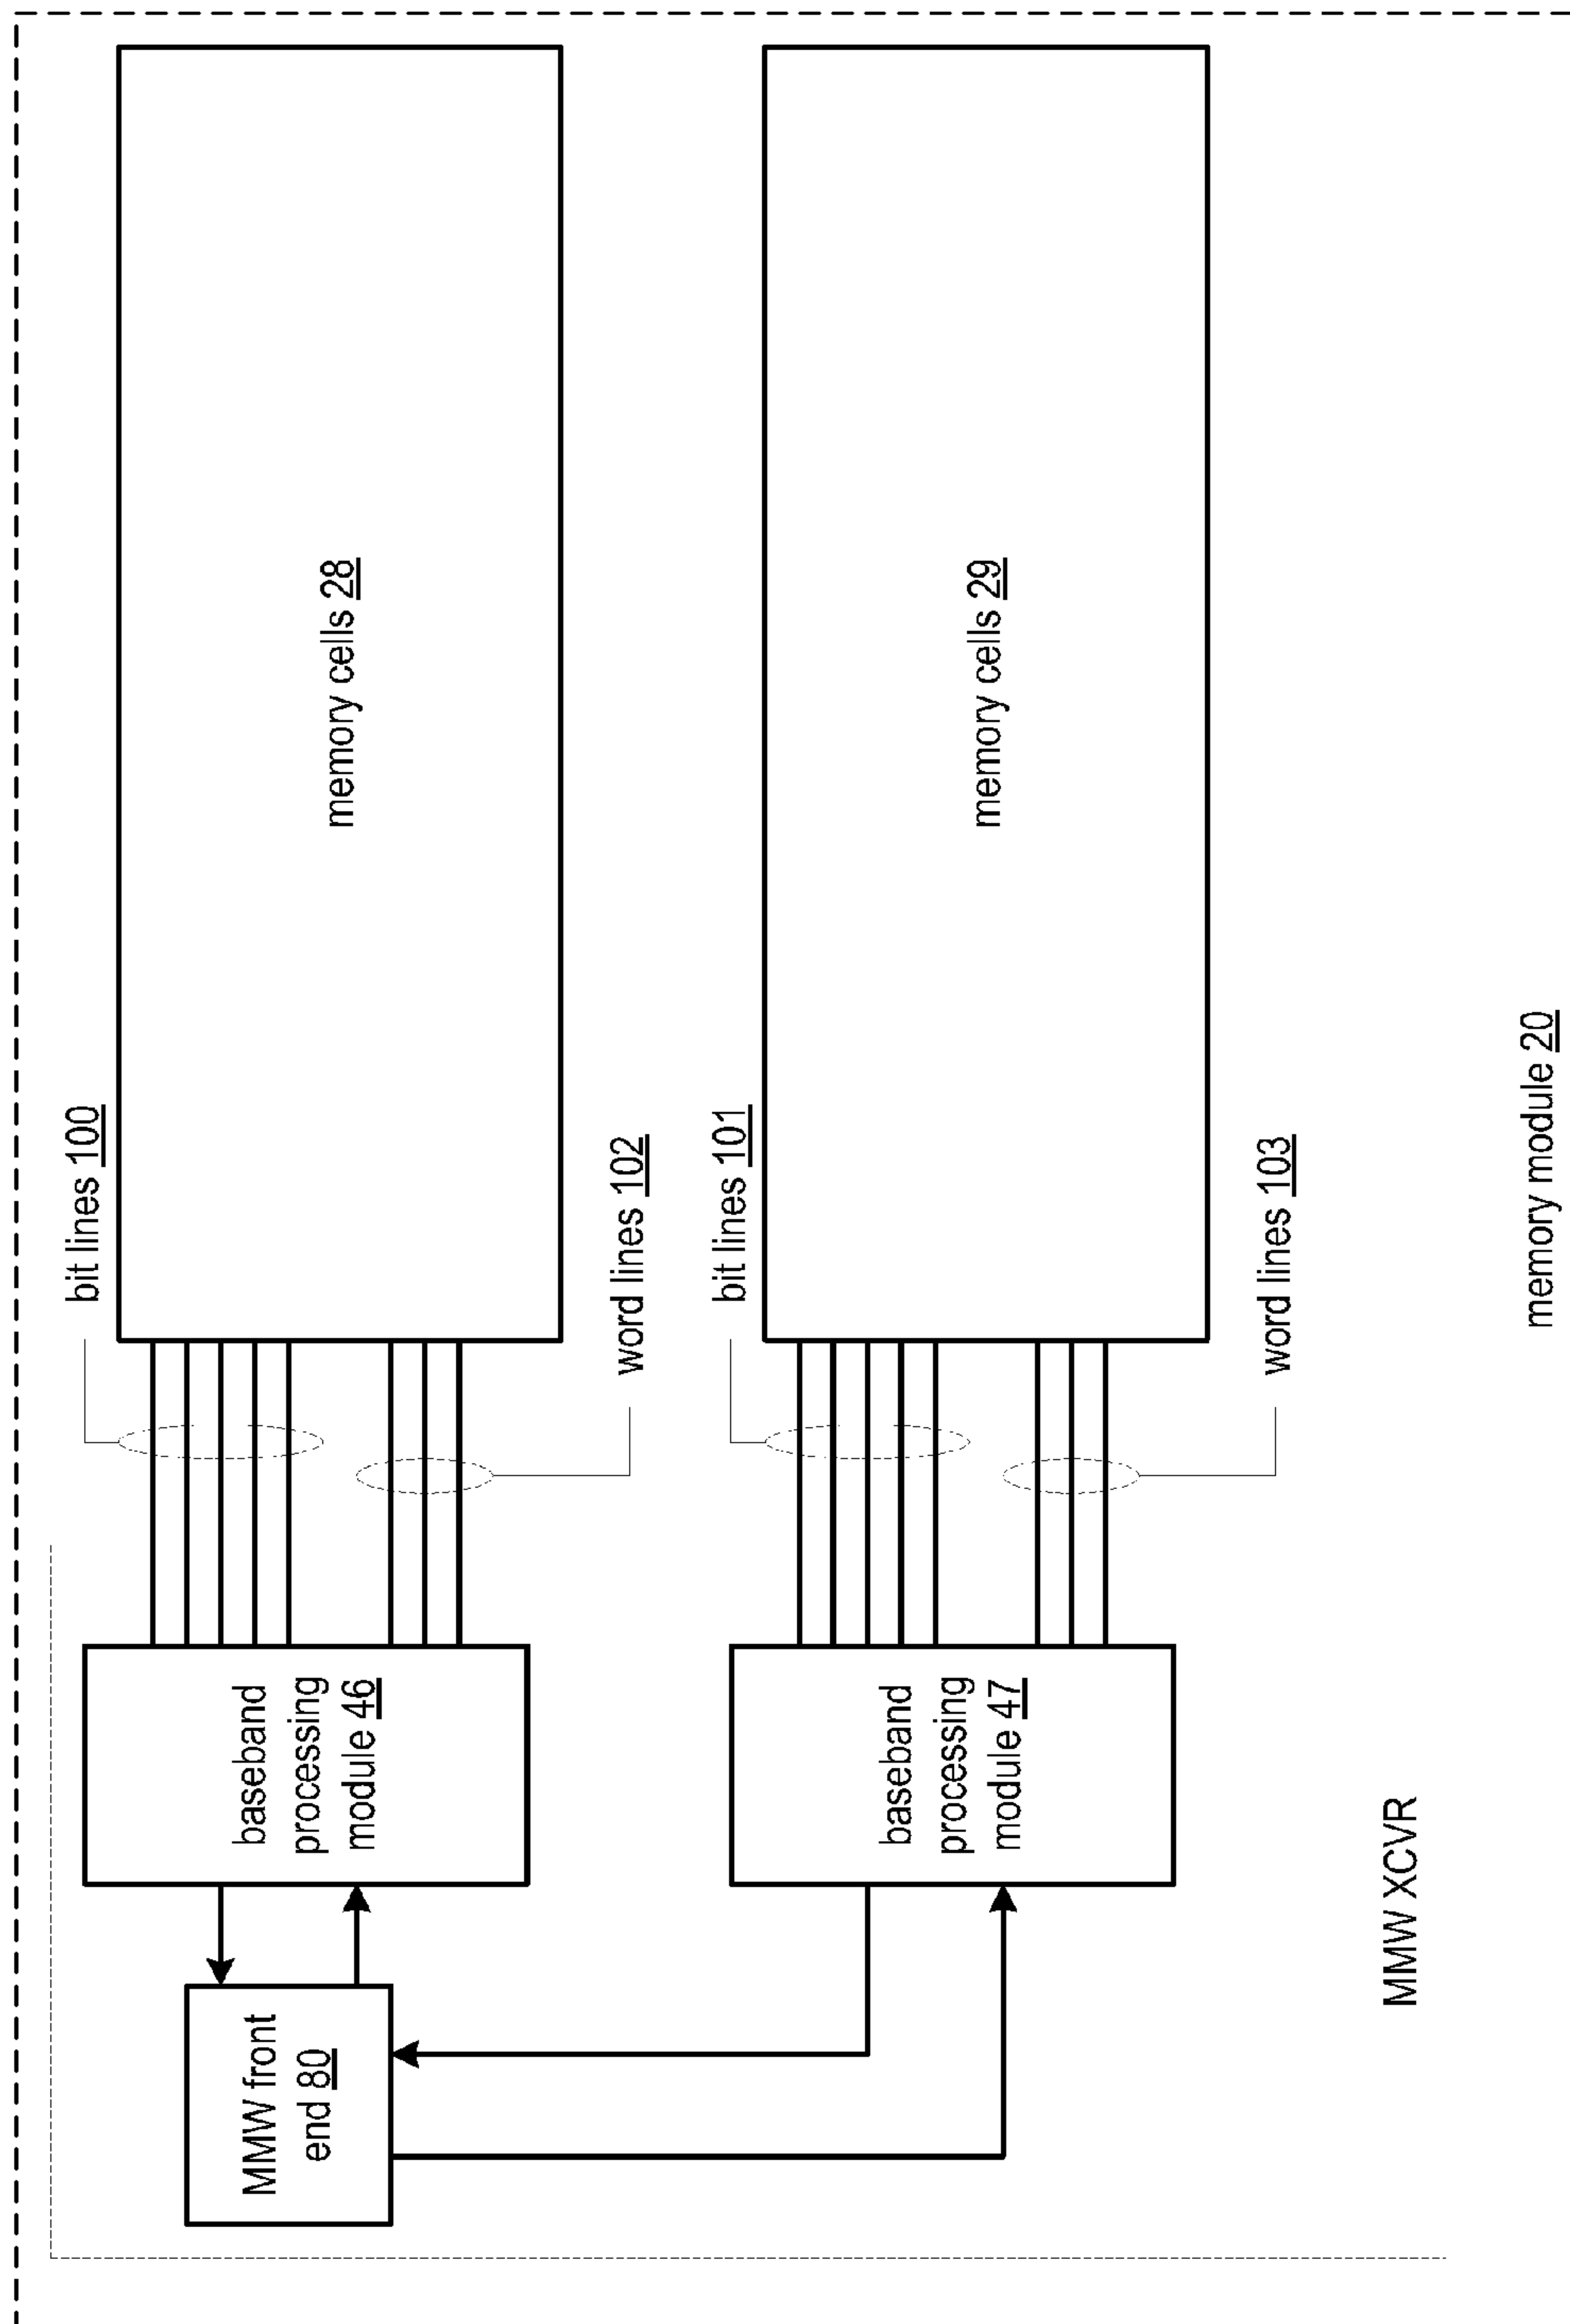 bit lines 100
memory cells 28
word lines 102
baseband
processing
module 46
MMW front
end 80
bit lines 101
memory cells 29
word lines 103
baseband
processing
module 47
MMW XCVR
memory module 20